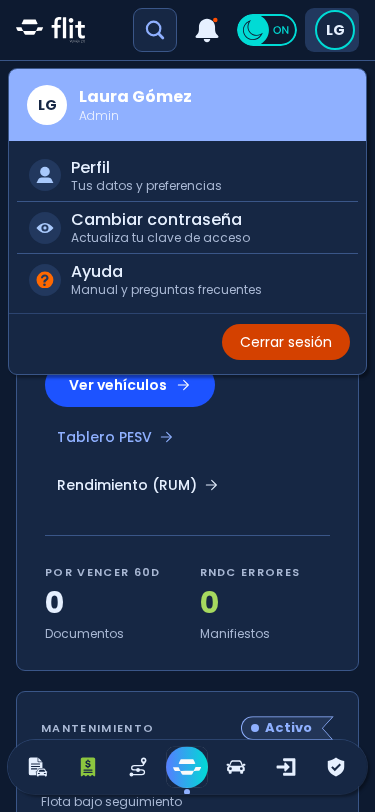 flit
ON
LG
LG
Laura Gómez
Admin
Perfil
Tus datos y preferencias
Cambiar contraseña
Actualiza tu clave de acceso
?
Ayuda
Manual y preguntas frecuentes
Cerrar sesión
Ver vehículos →
Tablero PESV →
Rendimiento (RUM) →
POR VENCER 60D
RNDC ERRORES
0
0
Documentos
Manifiestos
MANTENIMIENTO
Activo
$
Flota bajo seguimiento